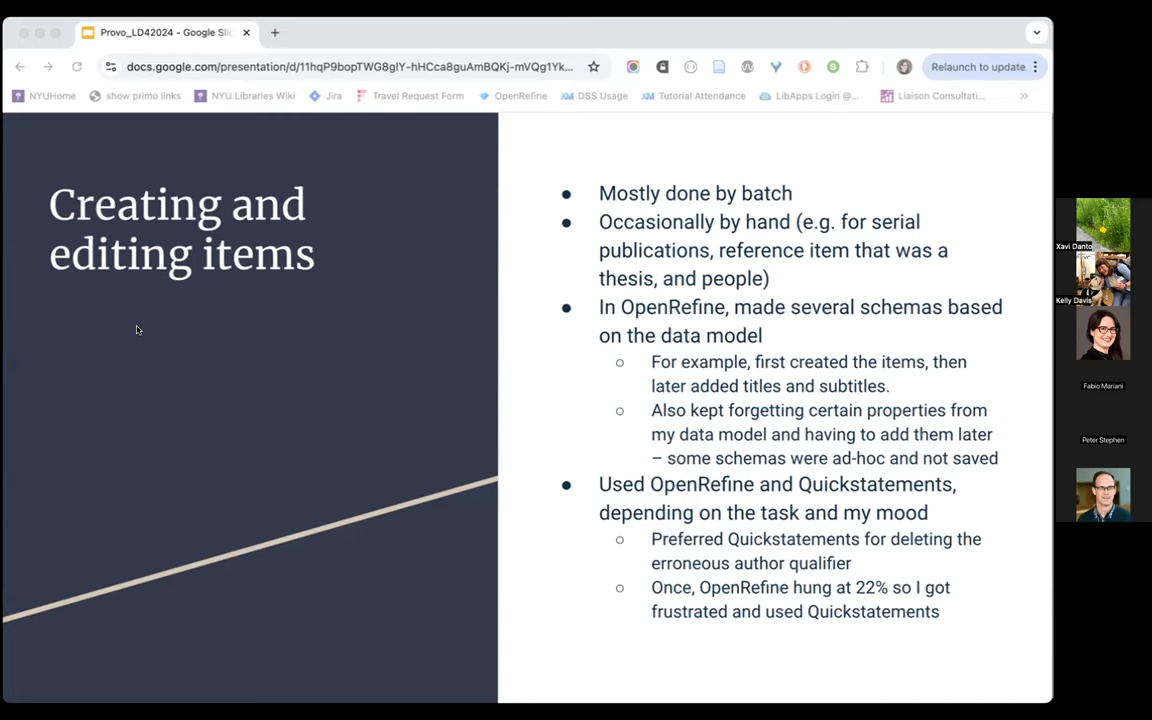 Provo_LD42024 - Google Slid
docs.google.com/presentation/d/11hqP9bopTWG8glY-hHCca8guAmBQKj-mVQg1Yk...
Relaunch to update
NYUHome
show primo links
NYU Libraries Wiki
Jira
Travel Request Form
OpenRefine
DSS Usage
Tutorial Attendance
LibApps Login @...
Liaison Consultati...
Creating and
editing items
● Mostly done by batch
● Occasionally by hand (e.g. for serial
publications, reference item that was a
thesis, and people)
● In OpenRefine, made several schemas based
on the data model
○ For example, first created the items, then
later added titles and subtitles.
○ Also kept forgetting certain properties from
my data model and having to add them later
– some schemas were ad-hoc and not saved
● Used OpenRefine and Quickstatements,
depending on the task and my mood
○ Preferred Quickstatements for deleting the
erroneous author qualifier
○ Once, OpenRefine hung at 22% so I got
frustrated and used Quickstatements
Xavi Danto
Kelly Davis
Fabio Mariani
Peter Stephen